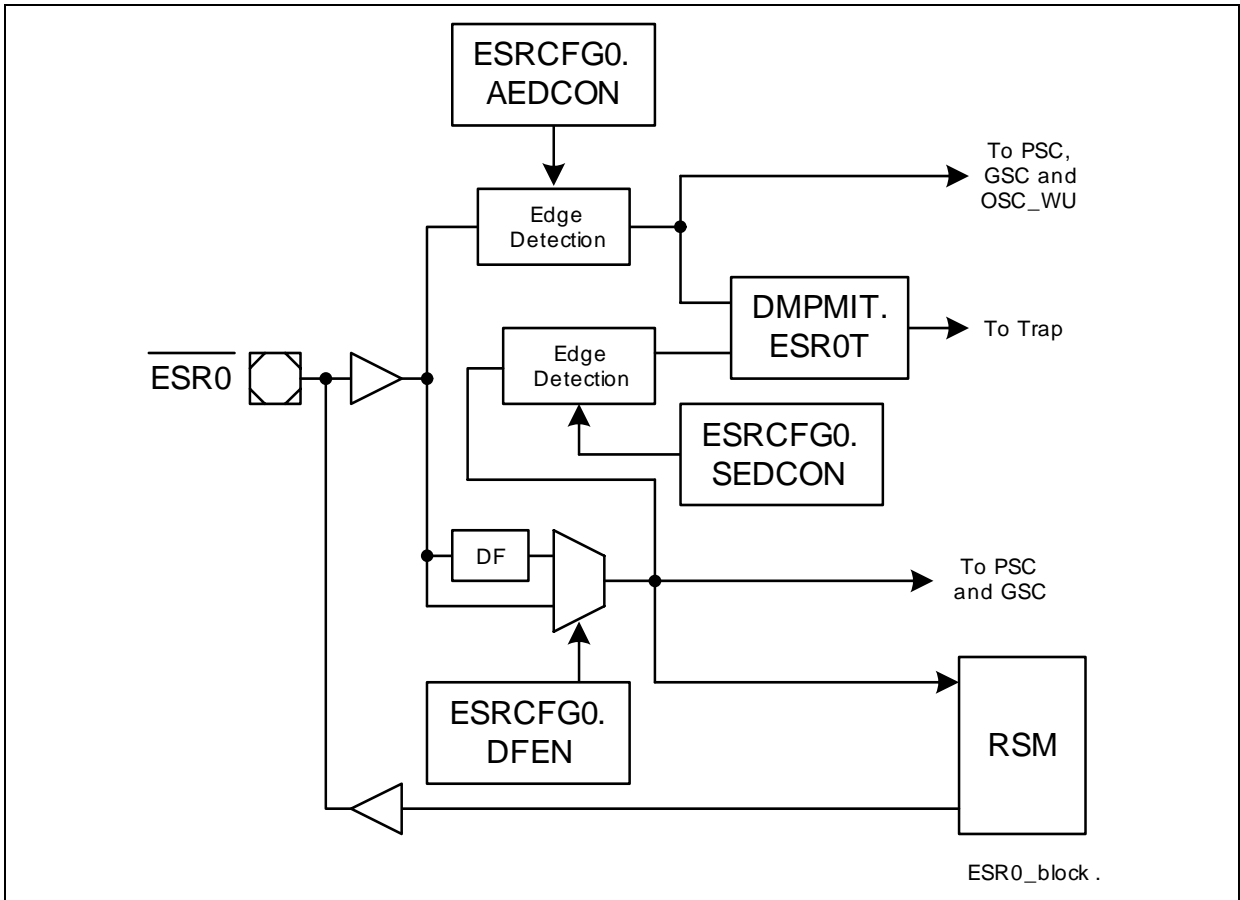 ESRCFG0.
AEDCON
To PSC,
GSC and
OSC_WU
Edge
Detection
DMPMIT.
ESR0T
To Trap
Edge
Detection
ESR0
ESRCFG0.
SEDCON
DF
To PSC
and GSC
ESRCFG0.
DFEN
RSM
ESR0_block .